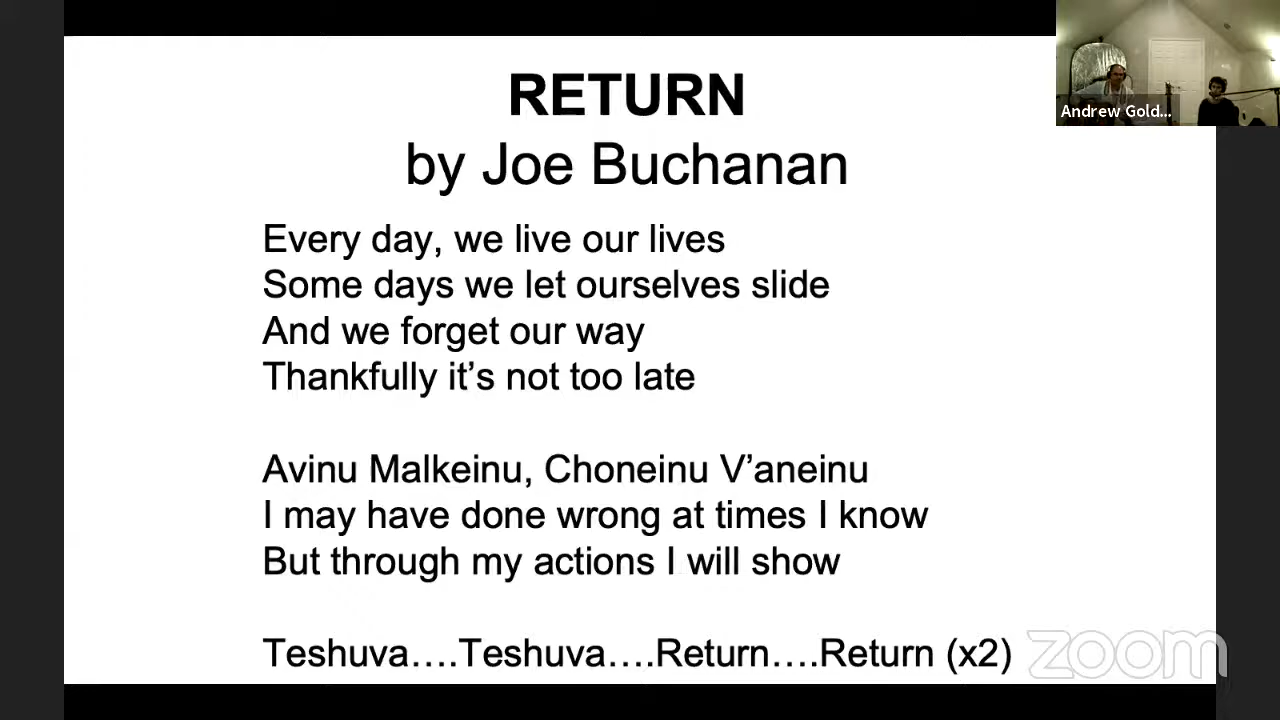 RETURN
by Joe Buchanan
Andrew Gold...
Every day, we live our lives
Some days we let ourselves slide
And we forget our way
Thankfully it’s not too late
Avinu Malkeinu, Choneinu V’aneinu
I may have done wrong at times I know
But through my actions I will show
Teshuva….Teshuva….Return….Return (x2)
zoom